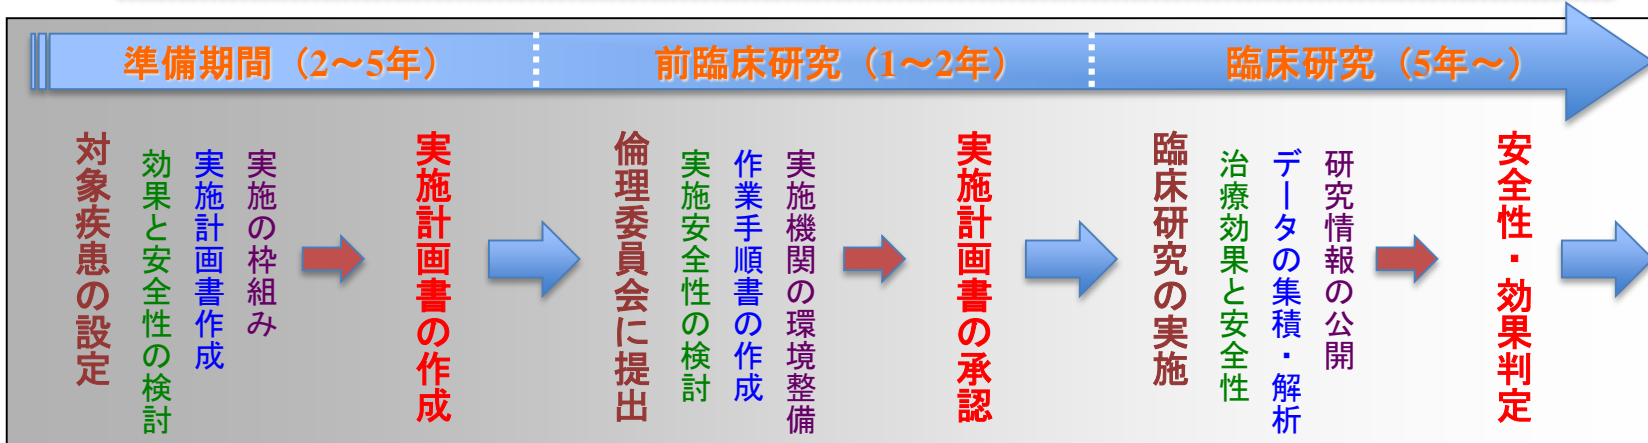 準備期間（2～5年）
前臨床研究（1～2年）
臨床研究（5年～）
対象疾患の設定
効果と安全性の検討
実施計画書作成
実施の枠組み
実施計画書の作成
倫理委員会に提出
実施安全性の検討
作業手順書の作成
実施機関の環境整備
実施計画書の承認
臨床研究の実施
治療効果と安全性
データの集積・解析
研究情報の公開
安全性・効果判定